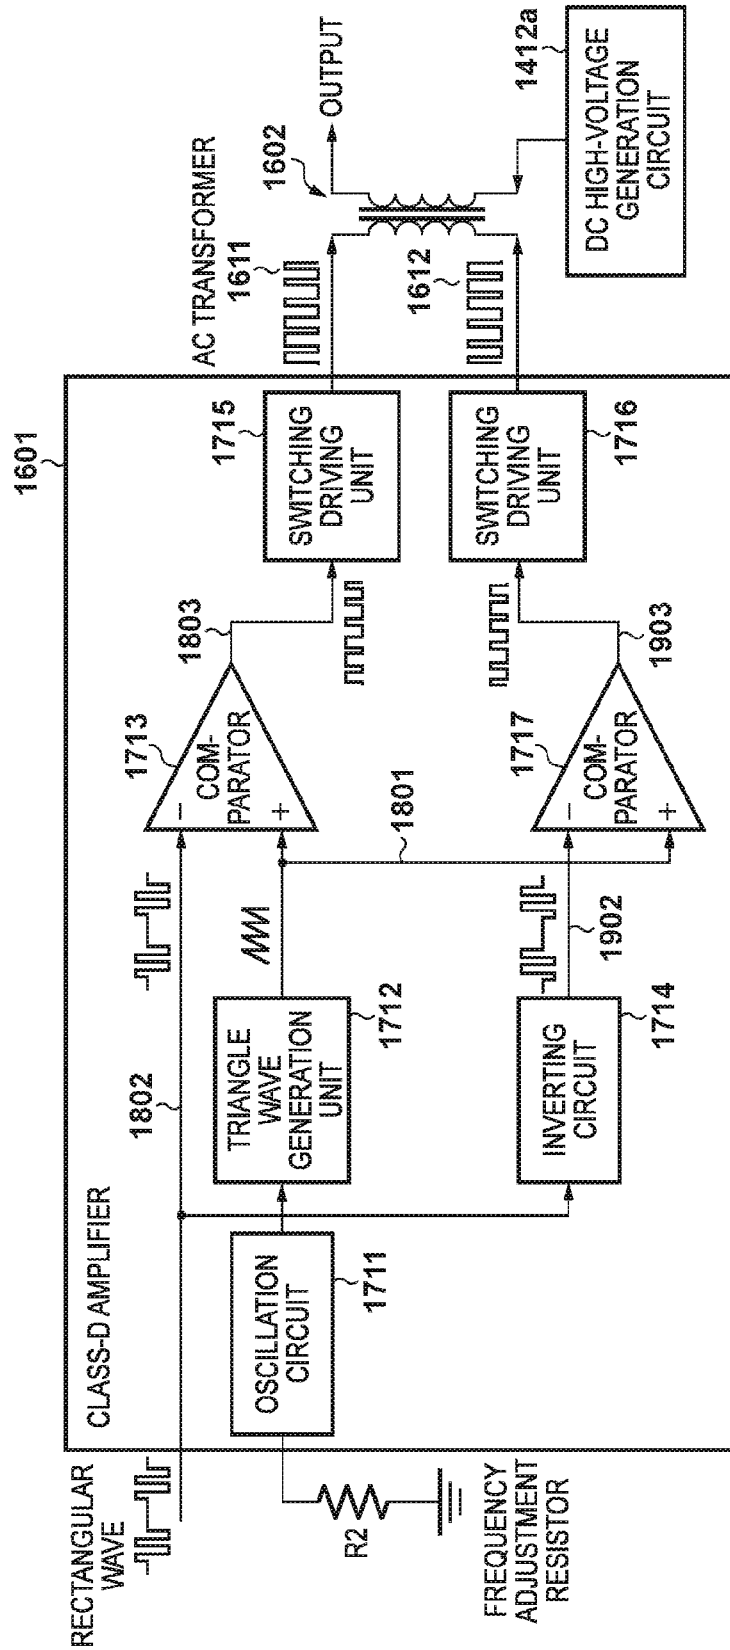 1601
CLASS-D AMPLIFIER
RECTANGULAR
WAVE
1802
OSCILLATION
CIRCUIT
1711
R2
FREQUENCY
ADJUSTMENT
RESISTOR
TRIANGLE
WAVE
GENERATION
UNIT
1712
INVERTING
CIRCUIT
1714
1902
1801
1713
−
COM-
PARATOR
+
1803
1717
−
COM-
PARATOR
+
1903
1715
SWITCHING
DRIVING
UNIT
SWITCHING
DRIVING
UNIT
1716
AC TRANSFORMER
1611
1602
1612
OUTPUT
1412a
DC HIGH-VOLTAGE
GENERATION
CIRCUIT